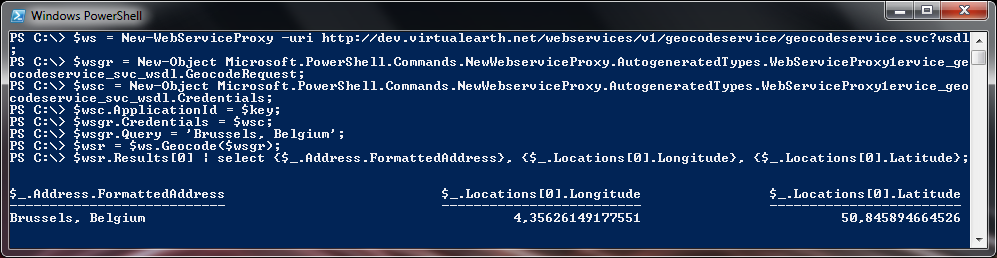 Windows PowerShell
PS C:\> $ws = New-WebServiceProxy -uri http://dev.virtualearth.net/webservices/v1/geocodeservice/geocodeservice.svc?wsdl
;
PS C:\> $wsgr = New-Object Microsoft.PowerShell.Commands.NewWebserviceProxy.AutogeneratedTypes.WebServiceProxy1ervice_ge
ocodeservice_svc_wsdl.GeocodeRequest;
PS C:\> $wsc = New-Object Microsoft.PowerShell.Commands.NewWebserviceProxy.AutogeneratedTypes.WebServiceProxy1ervice_geo
codeservice_svc_wsdl.Credentials;
PS C:\> $wsc.ApplicationId = $key;
PS C:\> $wsgr.Credentials = $wsc;
PS C:\> $wsgr.Query = 'Brussels, Belgium';
PS C:\> $wsr = $ws.Geocode($wsgr);
PS C:\> $wsr.Results[0] | select {$_.Address.FormattedAddress}, {$_.Locations[0].Longitude}, {$_.Locations[0].Latitude};
$_.Address.FormattedAddress $_.Locations[0].Longitude $_.Locations[0].Latitude
--------------------------- ------------------------- ------------------------
Brussels, Belgium 4,35626149177551 50,845894664526